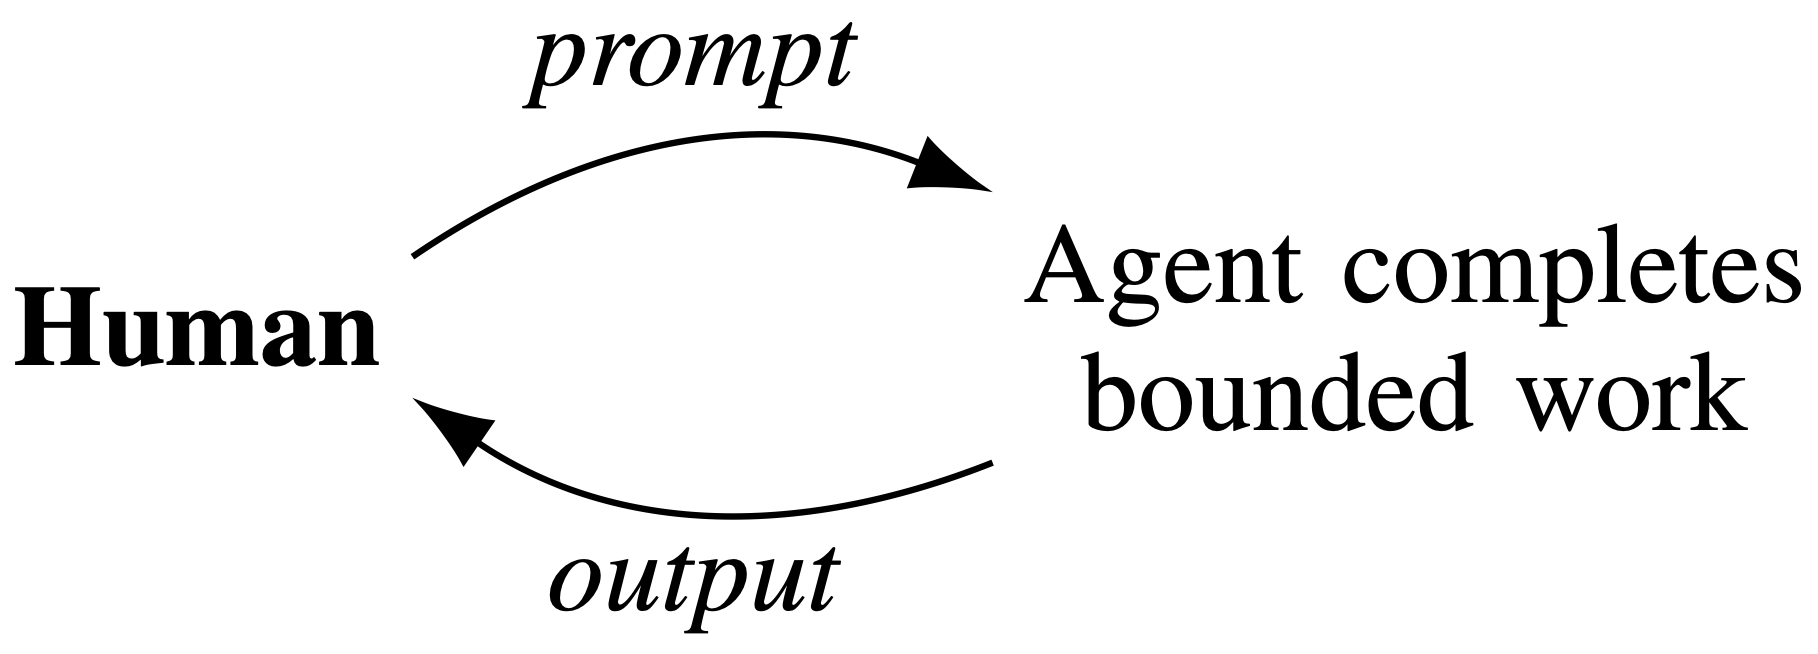 prompt
Human
Agent completes
bounded work
output